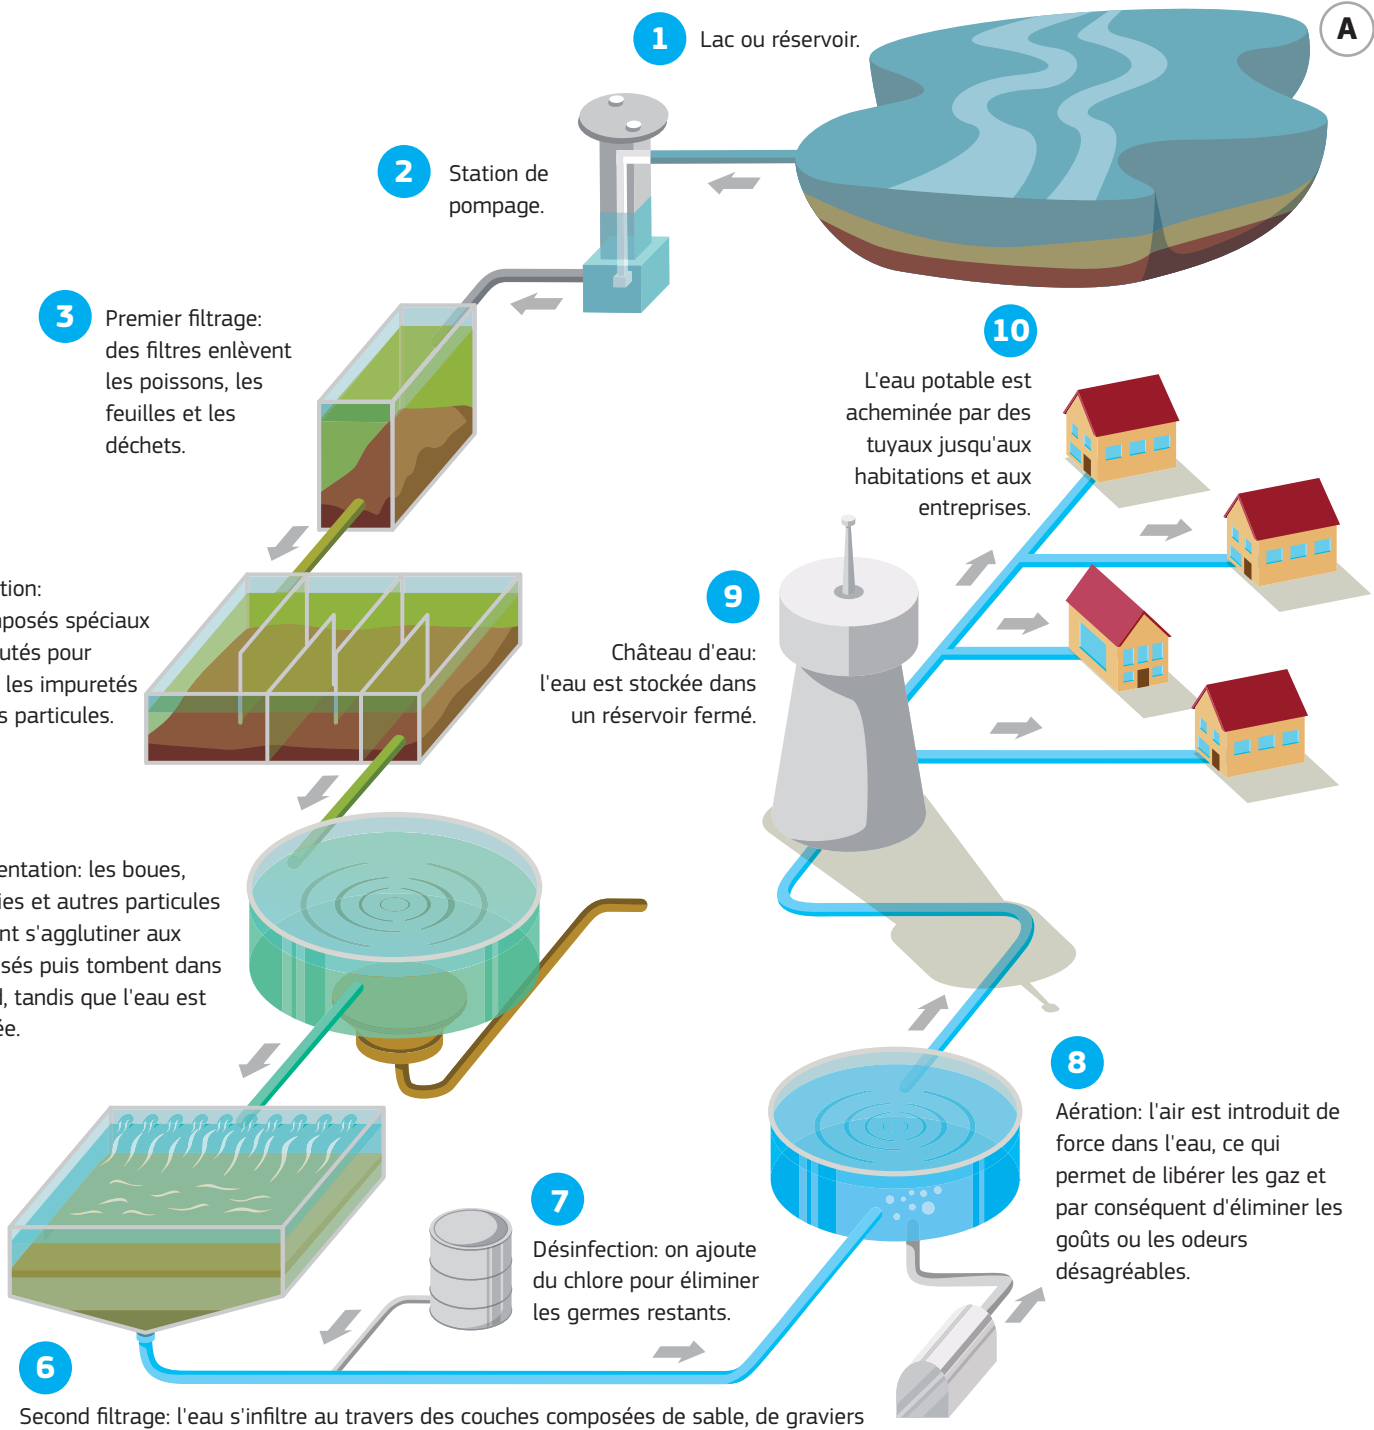 A
1 Lac ou réservoir.
2 Station de
pompage.
3 Premier filtrage:
des filtres enlèvent
les poissons, les
feuilles et les
déchets.
tion:
posés spéciaux
utés pour
les impuretés
s particules.
entation: les boues,
ies et autres particules
nt s'agglutiner aux
sés puis tombent dans
, tandis que l'eau est
ée.
6
Second filtrage: l'eau s'infiltre au travers des couches composées de sable, de graviers
7
Désinfection: on ajoute
du chlore pour éliminer
les germes restants.
8
Aération: l'air est introduit de
force dans l'eau, ce qui
permet de libérer les gaz et
par conséquent d'éliminer les
goûts ou les odeurs
désagréables.
9
Château d'eau:
l'eau est stockée dans
un réservoir fermé.
10
L'eau potable est
acheminée par des
tuyaux jusqu'aux
habitations et aux
entreprises.